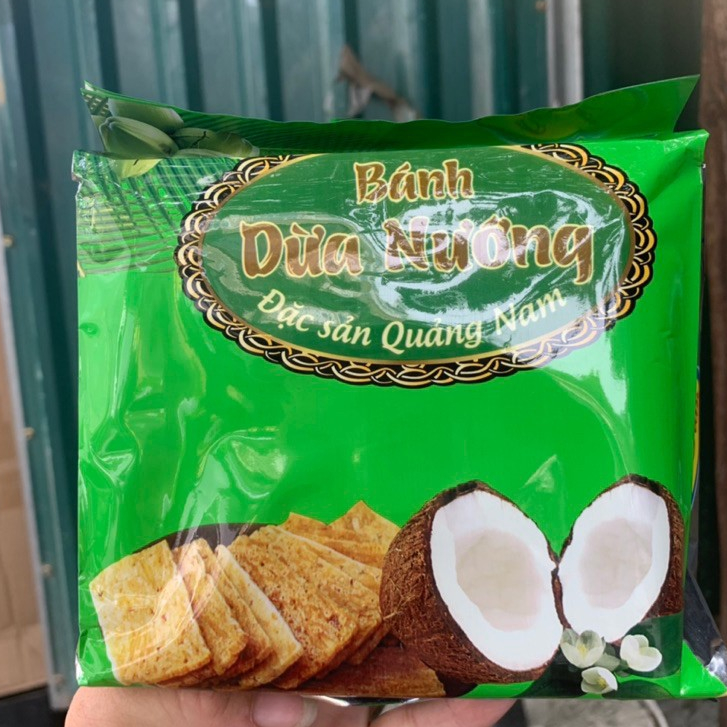 Bánh
Dừa Nướng
Đặc sản Quảng Nam